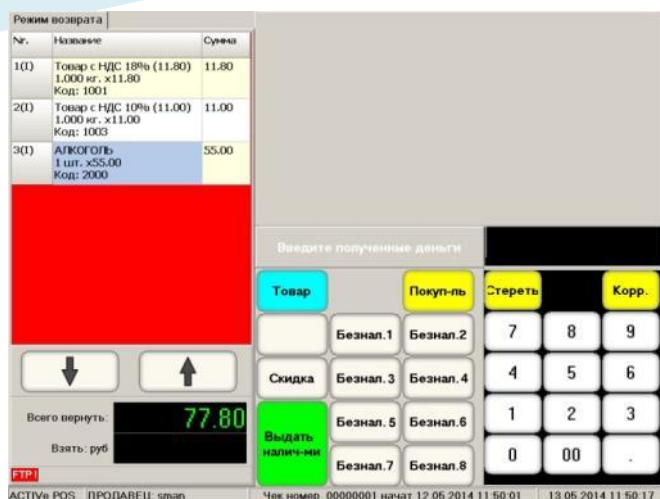 Режим возврата
Nr. Название Сумма
1(I) Товар с НДС 18% (11.80) 11.80
1.000 кг. x11.80
Код: 1001
2(I) Товар с НДС 10% (11.00) 11.00
1.000 кг. x11.00
Код: 1003
3(I) АЛКОГОЛЬ 55.00
1 шт. x55.00
Код: 2000
Введите полученные деньги
Товар Покуп-ль Стереть Корр.
Безнал.1 Безнал.2 7 8 9
Скидка Безнал.3 Безнал.4 4 5 6
Выдать налич-ми Безнал.5 Безнал.6 1 2 3
Безнал.7 Безнал.8 0 00 .
Всего вернуть: 77.80
Взять: руб
FTP!
ACTIVe POS ПРОДАВЕЦ: sman Чек номер 00000001 начат 12.05.2014 11:50:01 13.05.2014 11:50:17